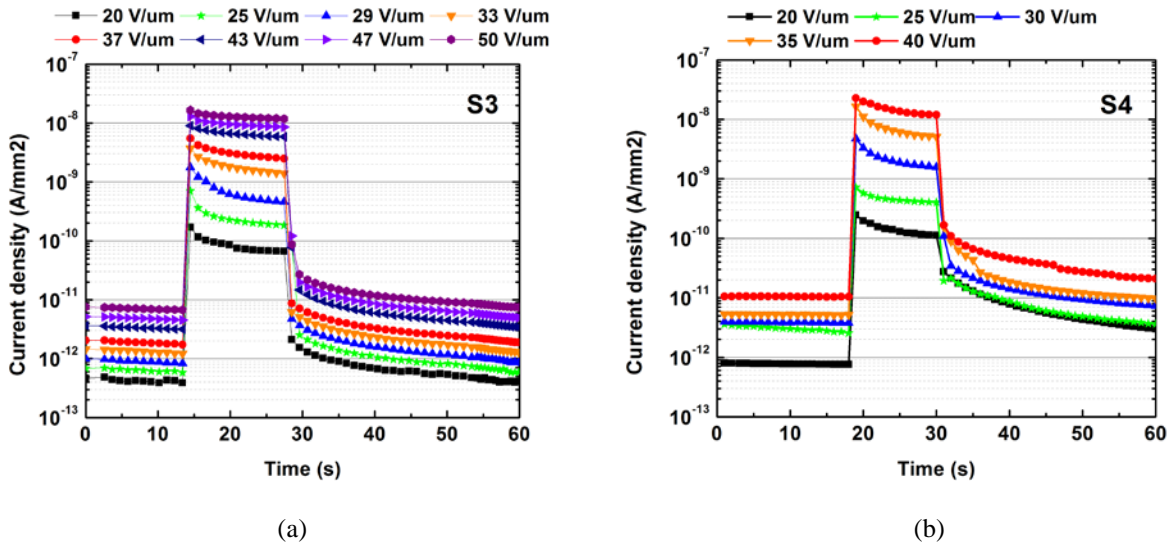 20 V/um 25 V/um 29 V/um 33 V/um
37 V/um 43 V/um 47 V/um 50 V/um
10^-7
10^-8
10^-9
10^-10
10^-11
10^-12
10^-13
Current density (A/mm2)
S3
0 10 20 30 40 50 60
Time (s)
(a)
20 V/um 25 V/um 30 V/um
35 V/um 40 V/um
10^-7
10^-8
10^-9
10^-10
10^-11
10^-12
10^-13
Current density (A/mm2)
S4
0 10 20 30 40 50 60
Time (s)
(b)